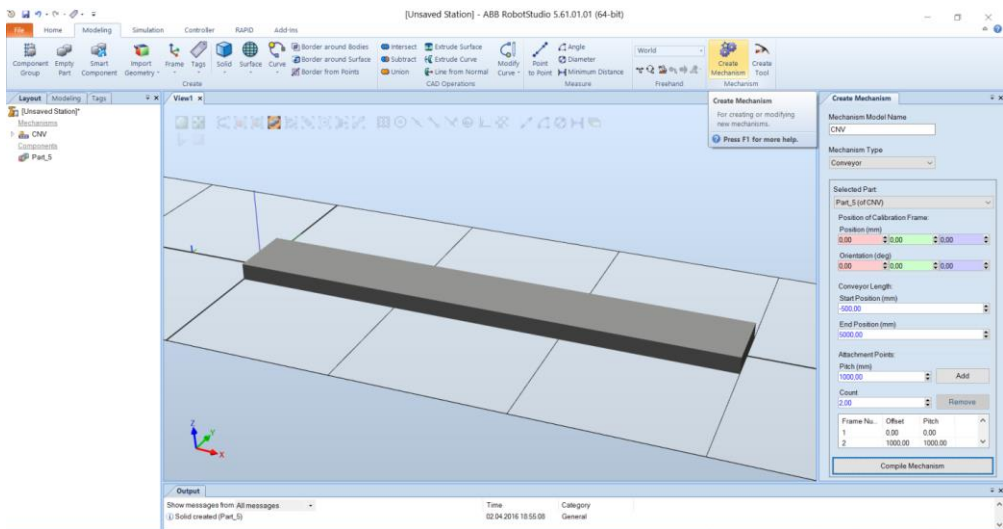 [Unsaved Station] - ABB RobotStudio 5.61.01.01 (64-bit)
File Home Modeling Simulation Controller RAPID Add-Ins
Component Group
Empty Part
Smart Component
Import Geometry
Frame
Tags
Solid
Surface
Curve
Border around Bodies
Border around Surface
Border from Points
Create
Intersect
Subtract
Union
Extrude Surface
Extrude Curve
Line from Normal
Modify Curve
CAD Operations
Point to Point
Angle
Diameter
Minimum Distance
Measure
World
Freehand
Create Mechanism
Create Tool
Mechanism
Layout Modeling Tags
[Unsaved Station]*
Mechanisms
CNV
Components
Part_5
View1
Create Mechanism
For creating or modifying
new mechanisms.
Press F1 for more help.
Z
Y
X
Create Mechanism
Mechanism Model Name
CNV
Mechanism Type
Conveyor
Selected Part:
Part_5 (of CNV)
Position of Calibration Frame:
Position (mm)
0,00 0,00 0,00
Orientation (deg)
0,00 0,00 0,00
Conveyor Length:
Start Position (mm)
-500,00
End Position (mm)
5000,00
Attachment Points:
Pitch (mm)
1000,00 Add
Count
2,00 Remove
Frame Nu... Offset Pitch
1 0,00 0,00
2 1000,00 1000,00
Compile Mechanism
Output
Show messages from: All messages Time Category
Solid created (Part_5) 02.04.2016 18:55:08 General